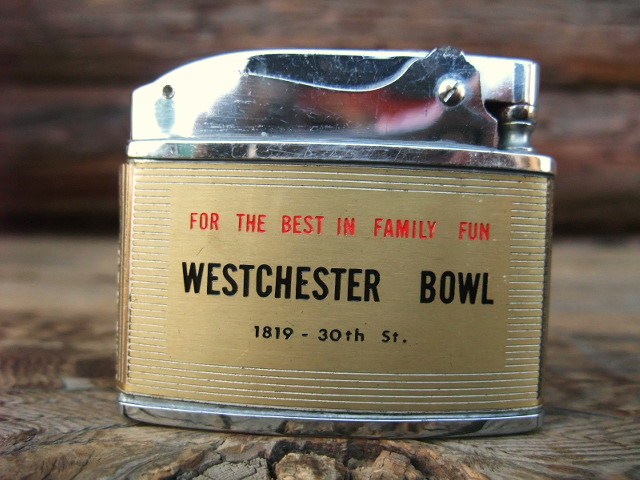 FOR THE BEST IN FAMILY FUN
WESTCHESTER BOWL
1819 - 30th St.